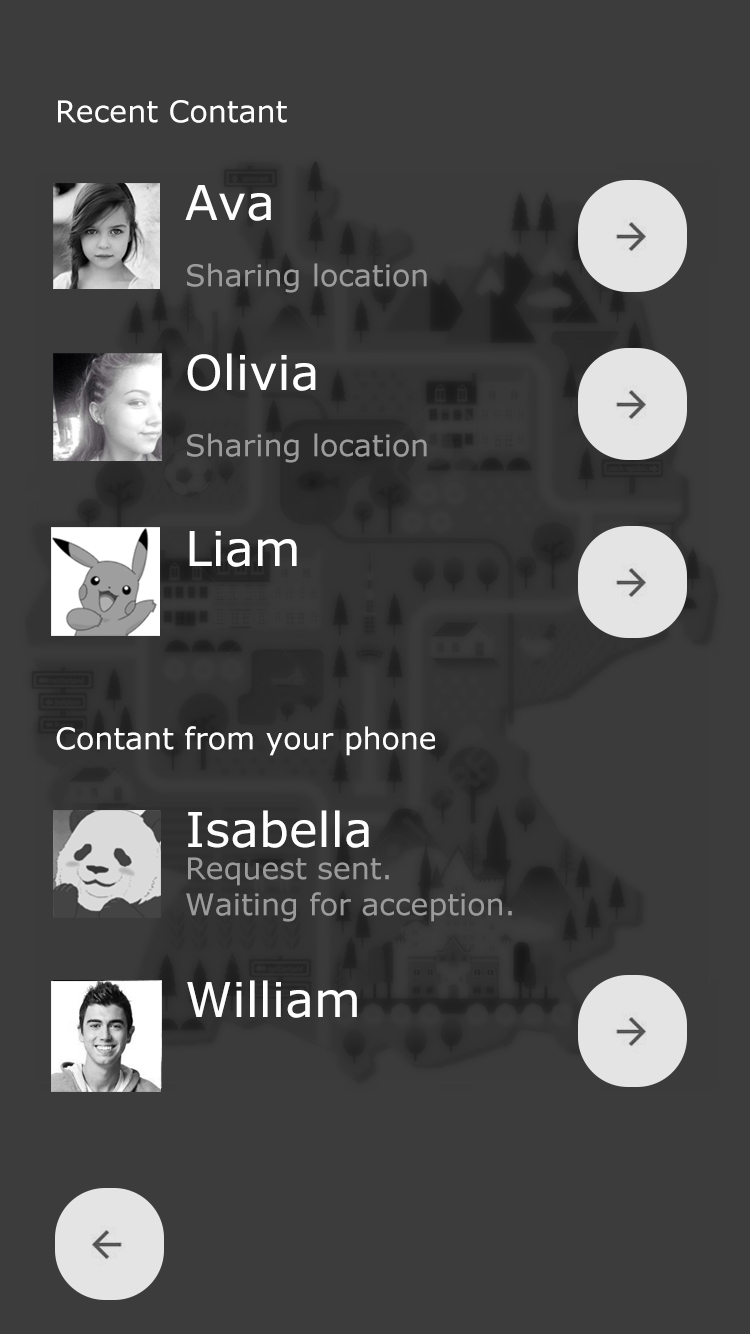 Recent Contant
Ava
Sharing location
Olivia
Sharing location
Liam
Contant from your phone
Isabella
Request sent.
Waiting for acception.
William